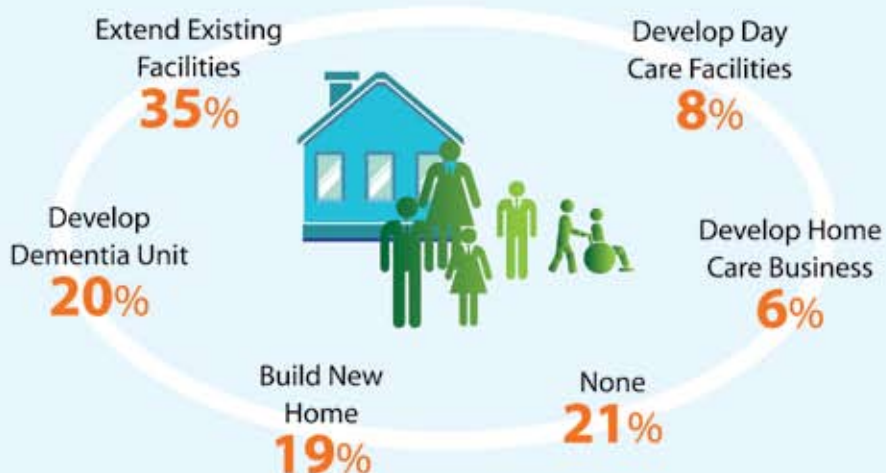 Extend Existing
Facilities
35%
Develop Day
Care Facilities
8%
Develop
Dementia Unit
20%
Develop Home
Care Business
6%
Build New
Home
19%
None
21%